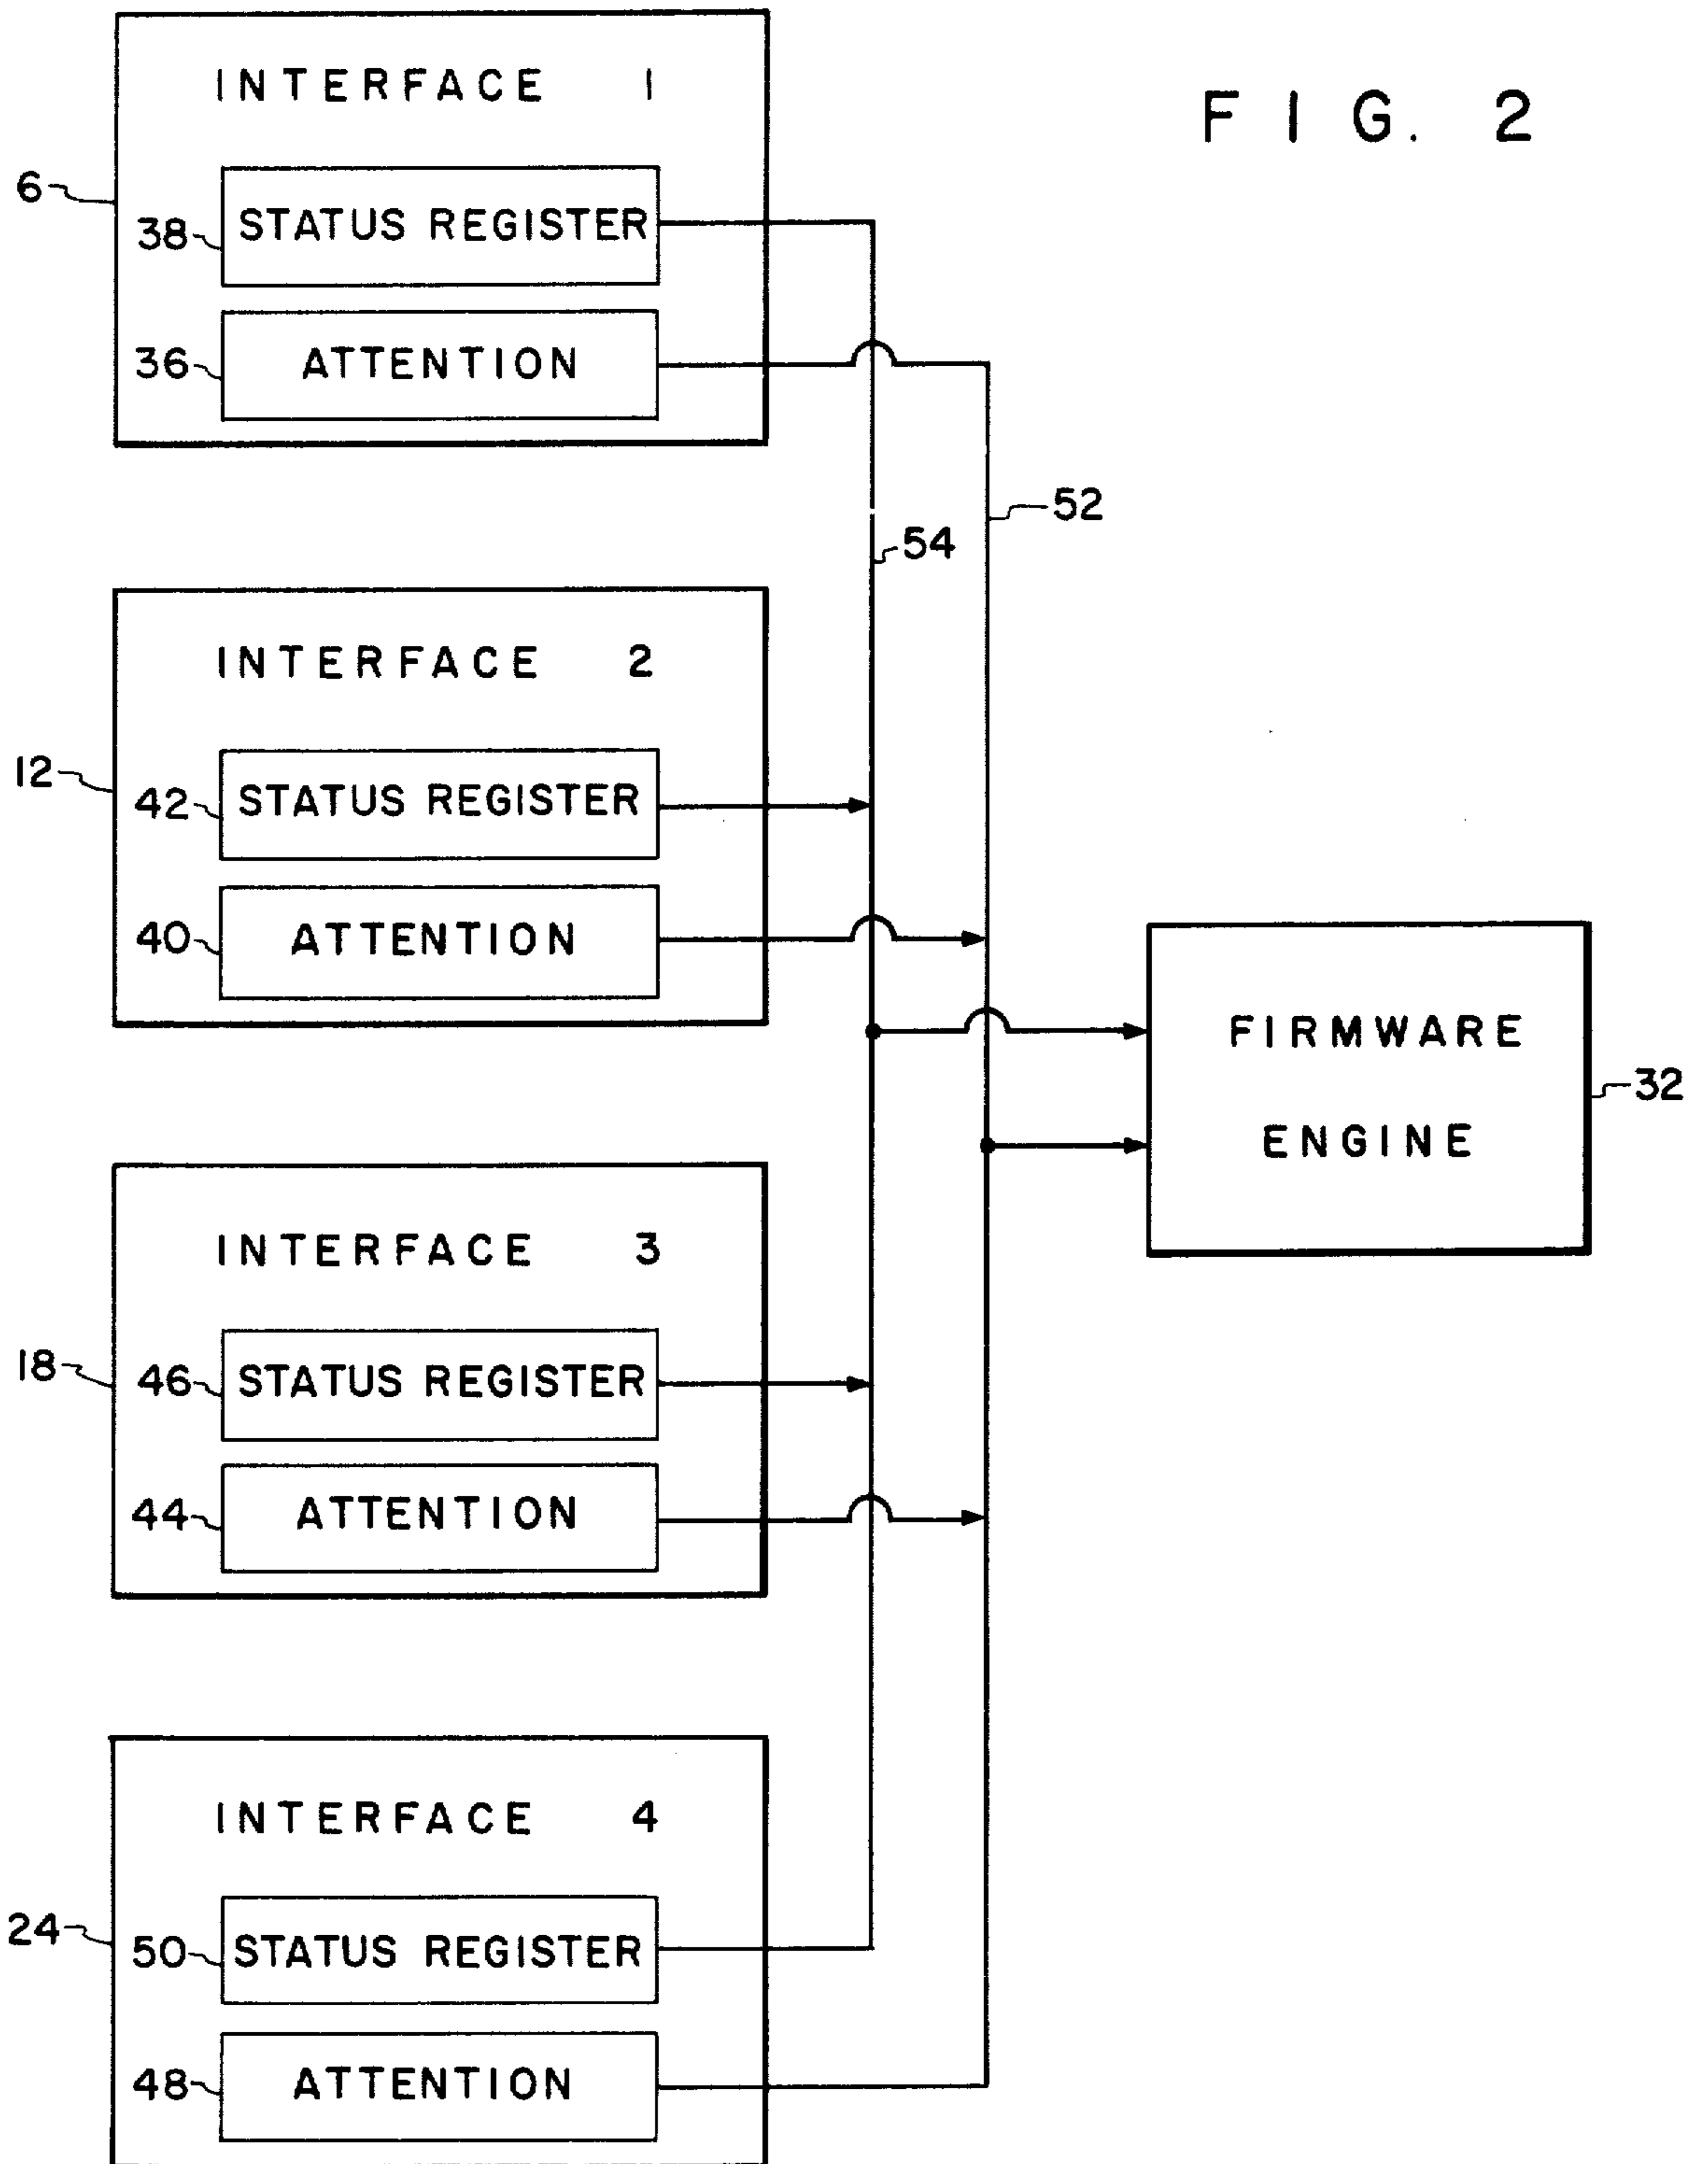 FIG. 2
INTERFACE 1
6
38 STATUS REGISTER
36 ATTENTION
52
54
INTERFACE 2
12
42 STATUS REGISTER
40 ATTENTION
FIRMWARE
ENGINE
32
INTERFACE 3
18
46 STATUS REGISTER
44 ATTENTION
INTERFACE 4
24
50 STATUS REGISTER
48 ATTENTION